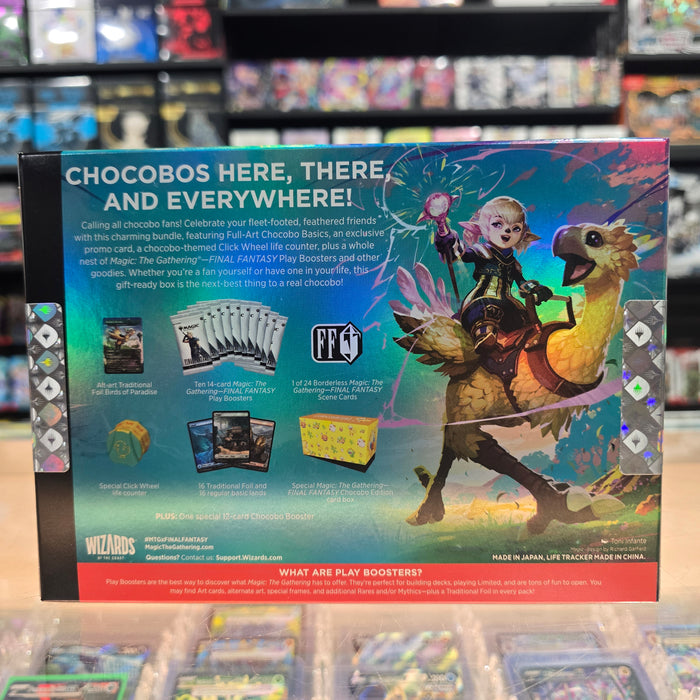 CHOCOBOS HERE, THERE,
AND EVERYWHERE!
Calling all chocobo fans! Celebrate your fleet-footed, feathered friends
with this charming bundle, featuring Full-Art Chocobo Basics, an exclusive
promo card, a chocobo-themed Click Wheel life counter, plus a whole
nest of Magic: The Gathering®—FINAL FANTASY Play Boosters and other
goodies. Whether you're a fan yourself or have one in your life, this
gift-ready box is the next-best thing to a real chocobo!
MAGIC
FF
Alt-art Traditional
Foil Birds of Paradise
Ten 14-card Magic: The
Gathering—FINAL FANTASY
Play Boosters
1 of 24 Borderless Magic: The
Gathering—FINAL FANTASY
Scene Cards
Special Click Wheel
life counter
16 Traditional Foil and
16 regular basic lands
Special Magic: The Gathering—
FINAL FANTASY Chocobo Edition
card box
PLUS: One special 12-card Chocobo Booster
WIZARDS
OF THE COAST
#MTGxFINALFANTASY
MagicTheGathering.com
Questions? Contact us: Support.Wizards.com
Toni Infante
Magic design by Richard Garfield
MADE IN JAPAN, LIFE TRACKER MADE IN CHINA.
WHAT ARE PLAY BOOSTERS?
Play Boosters are the best way to discover what Magic: The Gathering has to offer. They're perfect for building decks, playing Limited, and are tons of fun to open. You
may find Art cards, alternate art, special frames, and additional Rares and/or Mythics—plus a Traditional Foil in every pack!